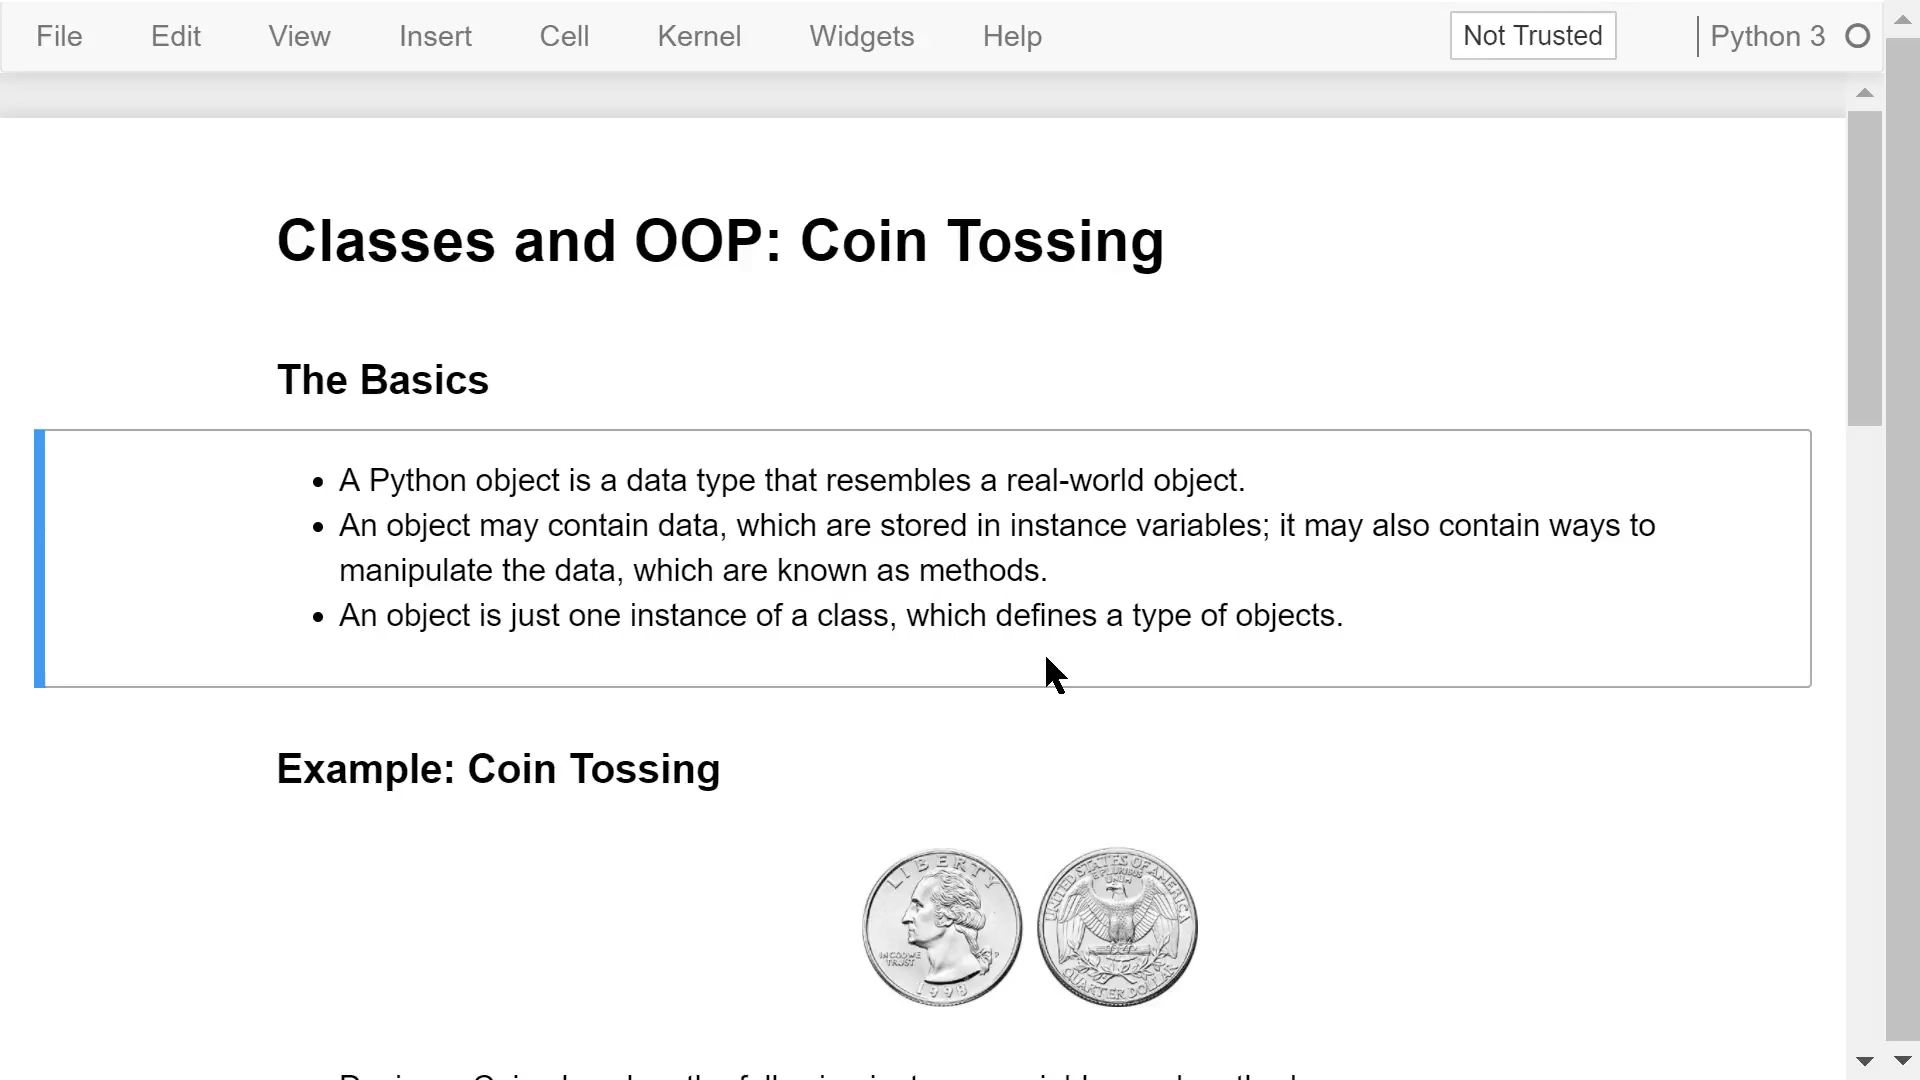 File Edit View Insert Cell Kernel Widgets Help Not Trusted Python 3
Classes and OOP: Coin Tossing
The Basics
A Python object is a data type that resembles a real-world object.
An object may contain data, which are stored in instance variables; it may also contain ways to
manipulate the data, which are known as methods.
An object is just one instance of a class, which defines a type of objects.
Example: Coin Tossing
LIBERTY
IN GOD WE
TRUST
P
1998
UNITED STATES OF AMERICA
E PLURIBUS
UNUM
QUARTER DOLLAR